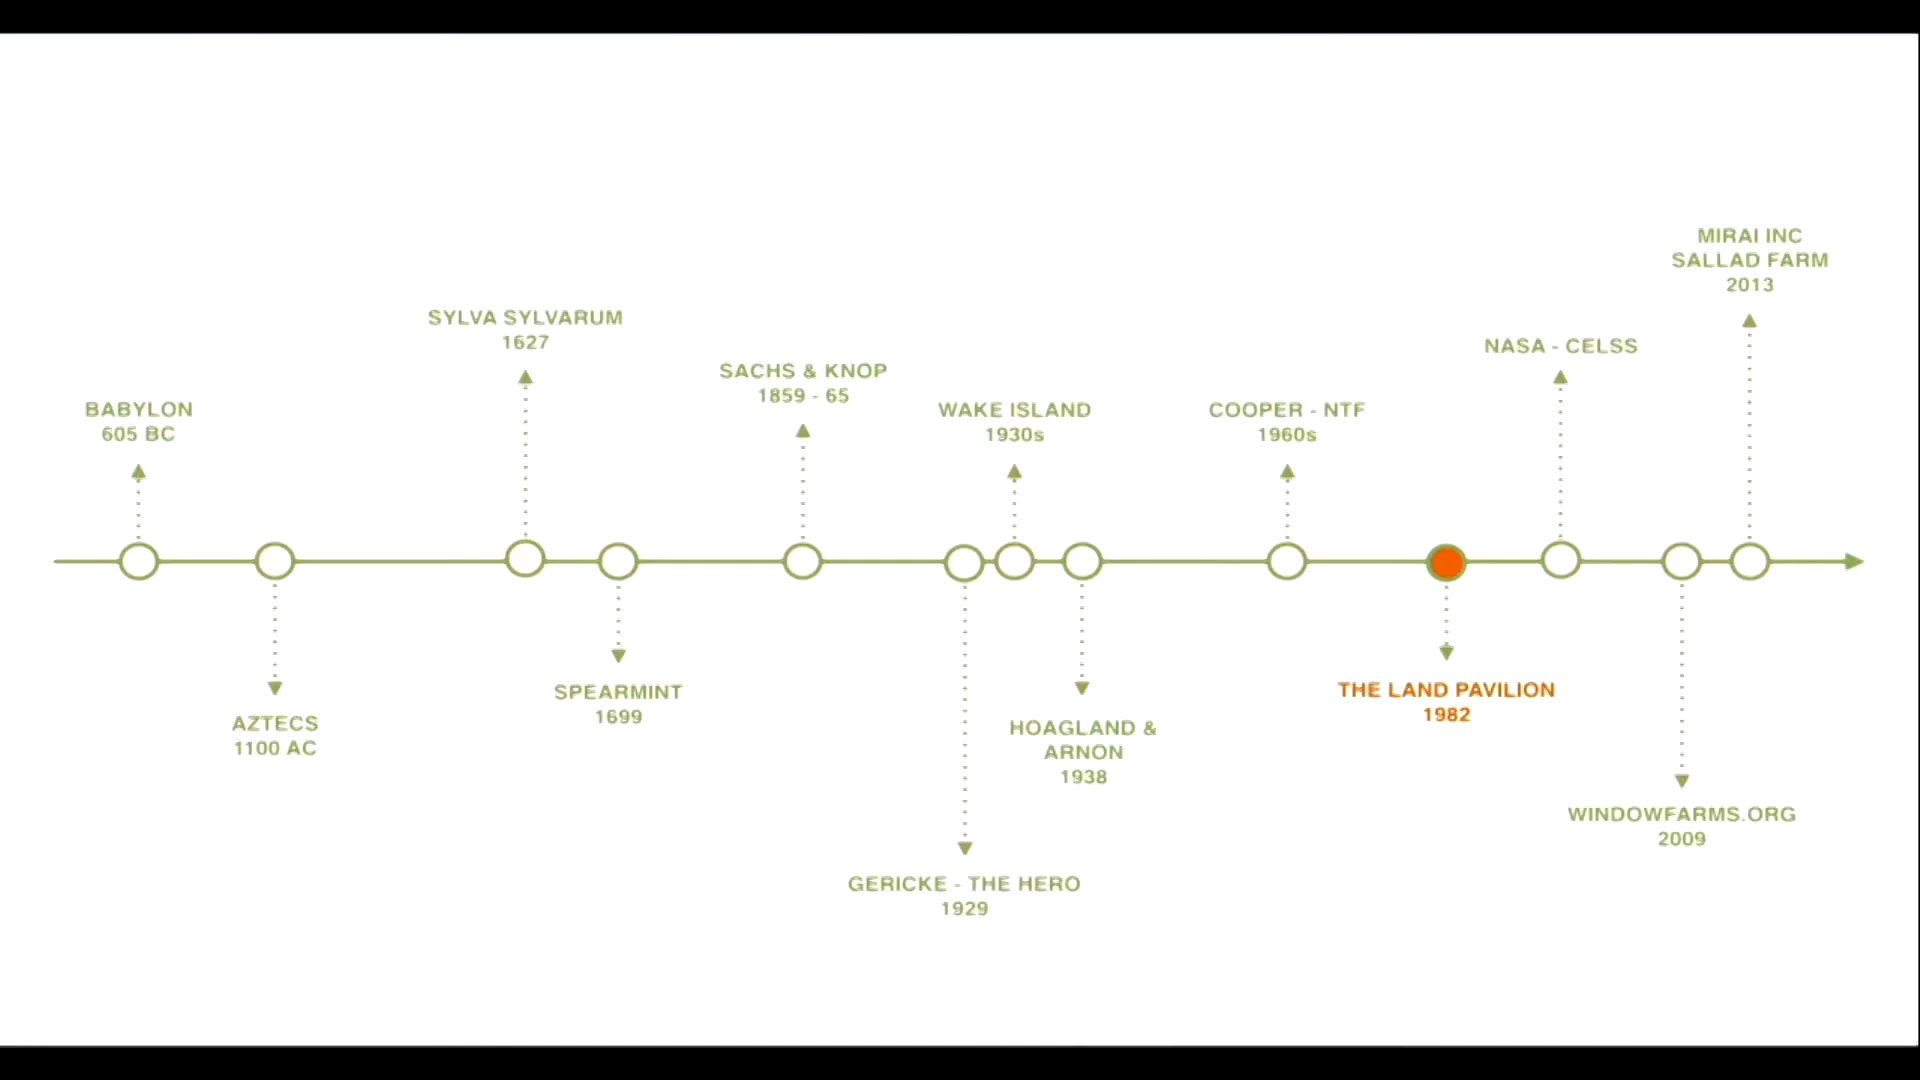 BABYLON
605 BC
AZTECS
1100 AC
SYLVA SYLVARUM
1627
SPEARMINT
1699
SACHS & KNOP
1859 - 65
GERICKE - THE HERO
1929
WAKE ISLAND
1930s
HOAGLAND &
ARNON
1938
COOPER - NTF
1960s
THE LAND PAVILION
1982
NASA - CELSS
WINDOWFARMS.ORG
2009
MIRAI INC
SALLAD FARM
2013